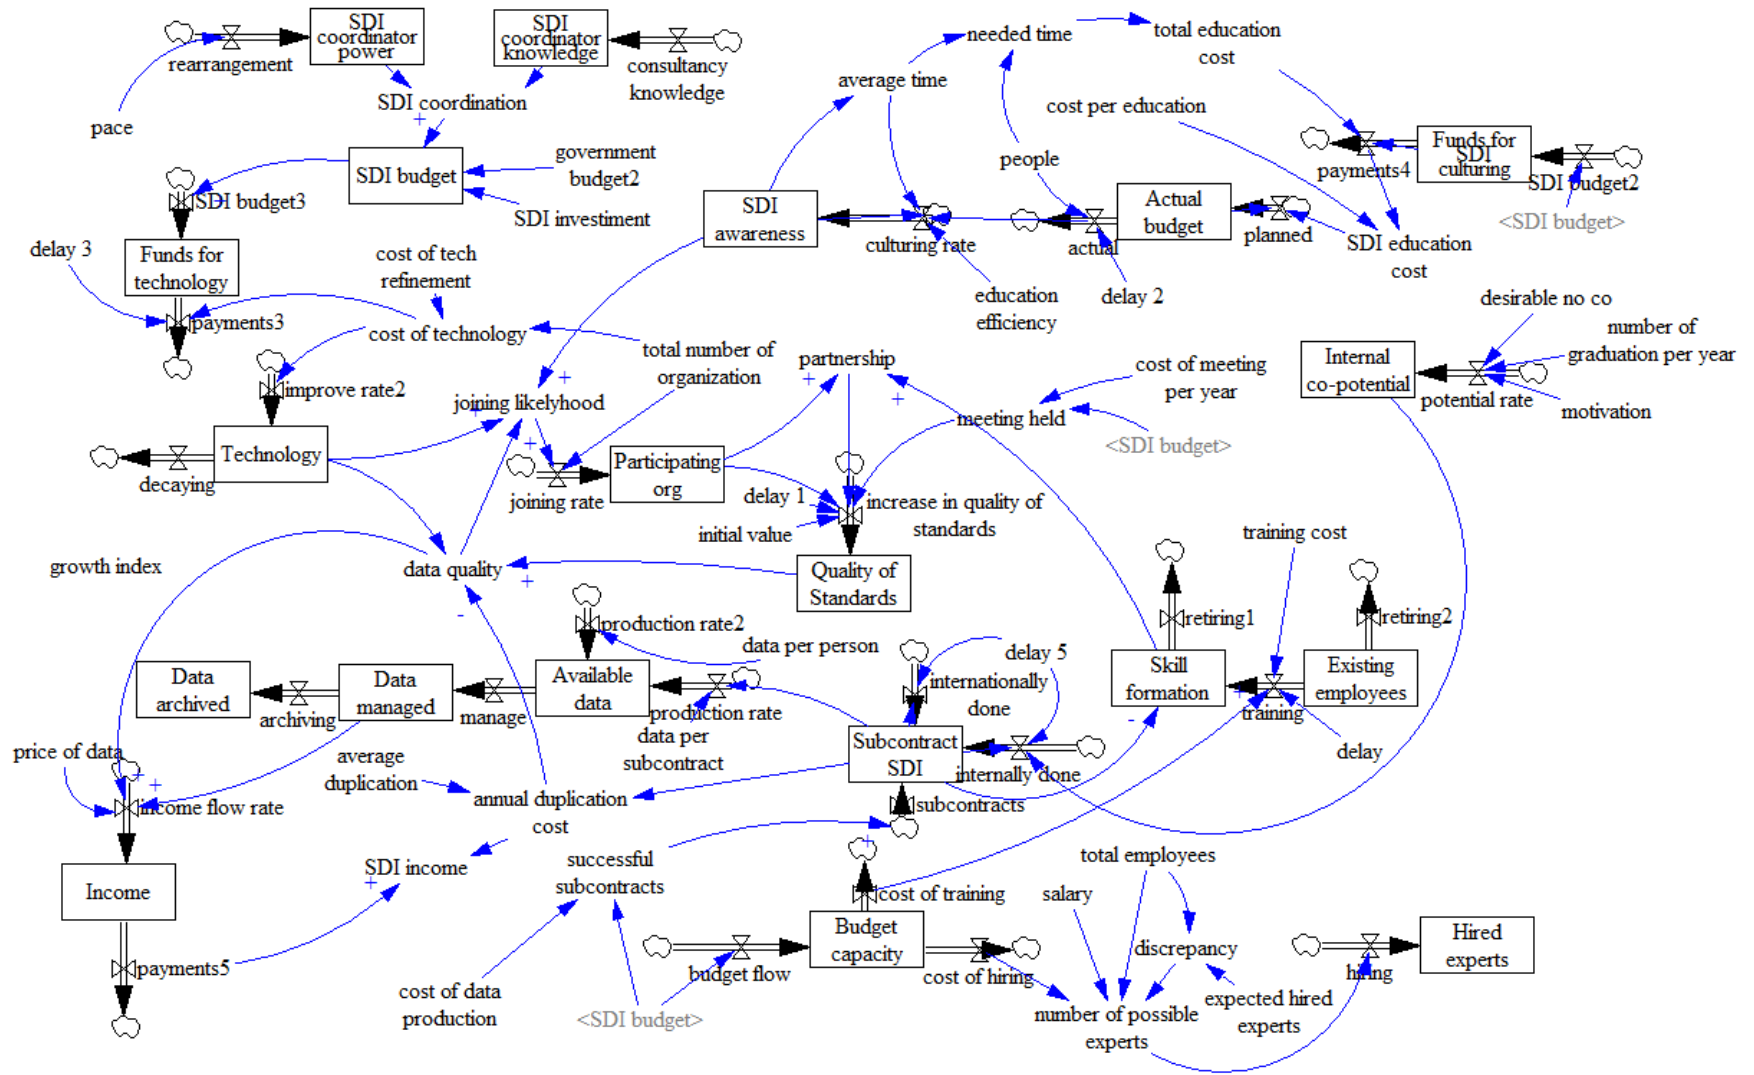 SDI
coordinator
power
SDI
coordinator
knowledge
rearrangement
consultancy
knowledge
pace
SDI coordination
+
SDI budget
government
budget2
SDI investiment
SDI budget3
delay 3
Funds for
technology
cost of tech
refinement
payments3
cost of technology
improve rate2
total number of
organization
needed time
total education
cost
average time
cost per education
people
payments4
Funds for
SDI
culturing
SDI budget2
<SDI budget>
SDI
awareness
culturing rate
actual
Actual
budget
planned
SDI education
cost
education
efficiency
delay 2
desirable no co
number of
graduation per year
Internal
co-potential
potential rate
motivation
partnership
+
+
cost of meeting
per year
meeting held
<SDI budget>
+
joining likelyhood
+
+
Technology
decaying
joining rate
Participating
org
delay 1
initial value
increase in quality of
standards
growth index
data quality
+
-
Quality of
Standards
training cost
retiring1
retiring2
production rate2
data per person
delay 5
Data
archived
archiving
Data
managed
manage
Available
data
production rate
data per
subcontract
internationally
done
Skill
formation
+
-
training
Existing
employees
delay
Subcontract
SDI
internally done
subcontracts
price of data
+
+
income flow rate
average
duplication
annual duplication
cost
SDI income
+
successful
subcontracts
Income
payments5
cost of data
production
<SDI budget>
+
cost of training
Budget
capacity
budget flow
cost of hiring
total employees
salary
discrepancy
expected hired
experts
number of possible
experts
hiring
Hired
experts